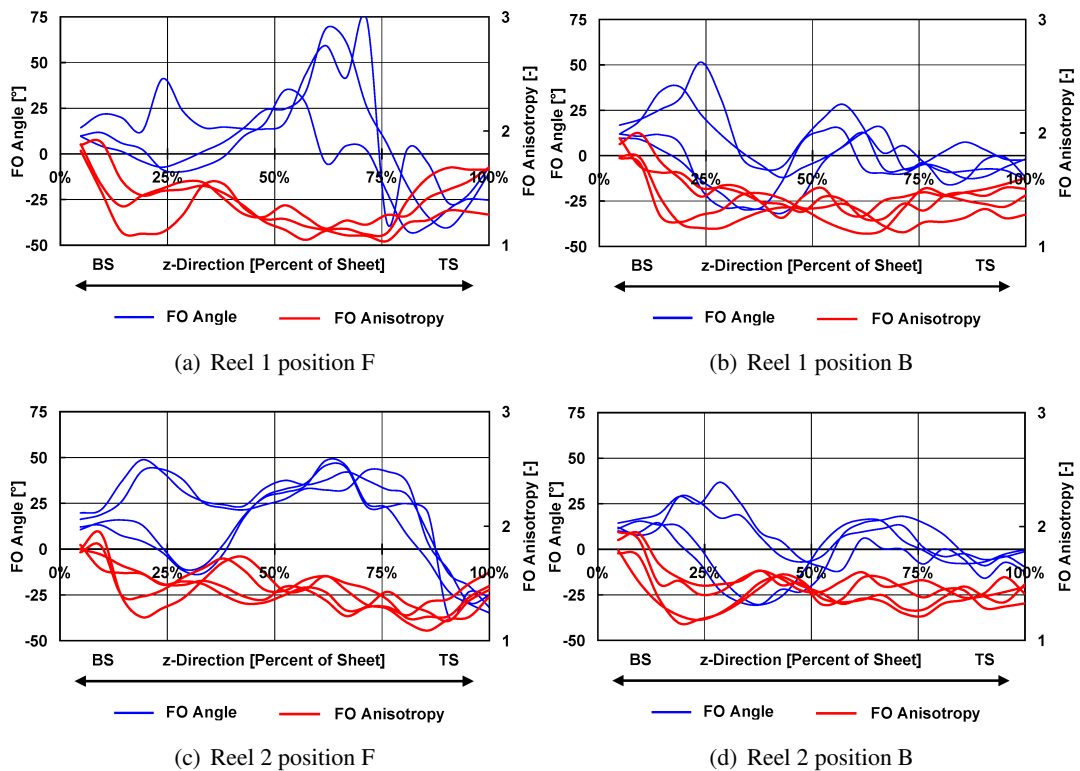 75
50
25
0
-25
-50
FO Angle [°]
0% 25% 50% 75% 100%
3
2
1
FO Anisotropy [-]
BS z-Direction [Percent of Sheet] TS
FO Angle FO Anisotropy
(a) Reel 1 position F
75
50
25
0
-25
-50
FO Angle [°]
0% 25% 50% 75% 100%
3
2
1
FO Anisotropy [-]
BS z-Direction [Percent of Sheet] TS
FO Angle FO Anisotropy
(b) Reel 1 position B
75
50
25
0
-25
-50
FO Angle [°]
0% 25% 50% 75% 100%
3
2
1
FO Anisotropy [-]
BS z-Direction [Percent of Sheet] TS
FO Angle FO Anisotropy
(c) Reel 2 position F
75
50
25
0
-25
-50
FO Angle [°]
0% 25% 50% 75% 100%
3
2
1
FO Anisotropy [-]
BS z-Direction [Percent of Sheet] TS
FO Angle FO Anisotropy
(d) Reel 2 position B